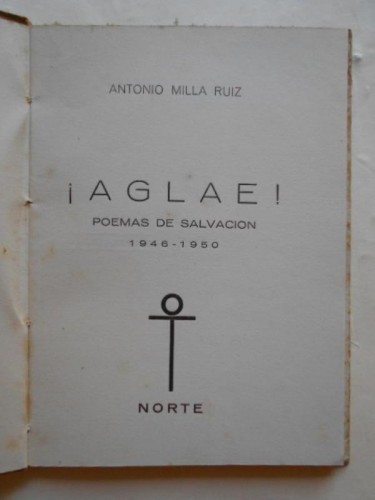 ANTONIO MILLA RUIZ
¡AGLAE!
POEMAS DE SALVACION
1946-1950
NORTE